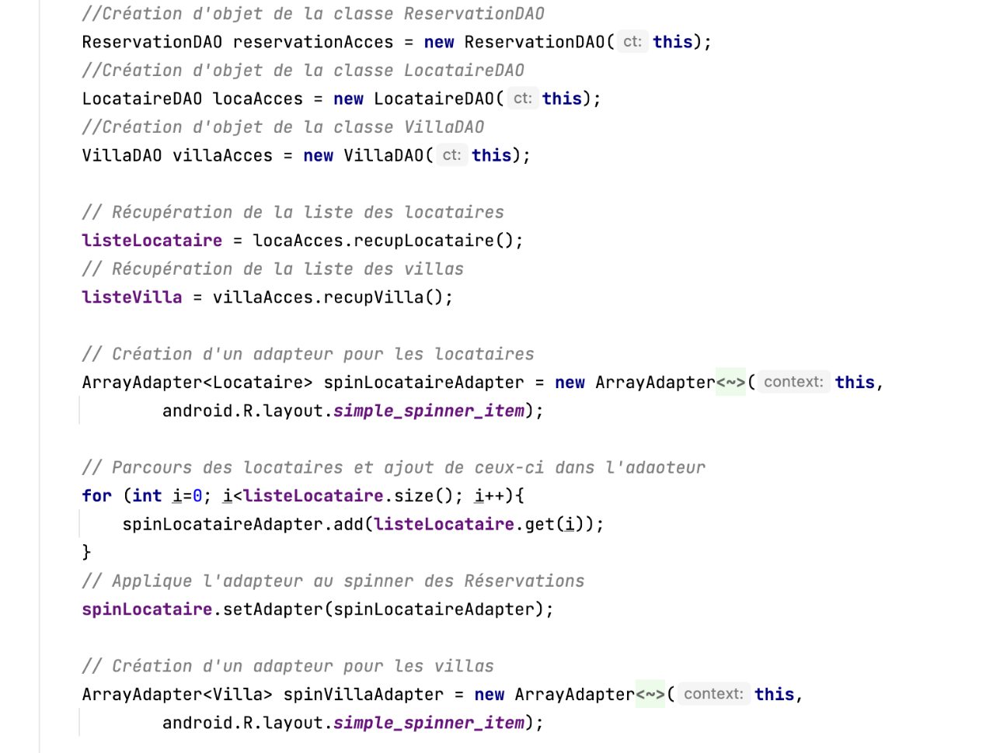 //Création d'objet de la classe ReservationDAO
ReservationDAO reservationAcces = new ReservationDAO( ct: this);
//Création d'objet de la classe LocataireDAO
LocataireDAO locaAcces = new LocataireDAO( ct: this);
//Création d'objet de la classe VillaDAO
VillaDAO villaAcces = new VillaDAO( ct: this);
// Récupération de la liste des locataires
listeLocataire = locaAcces.recupLocataire();
// Récupération de la liste des villas
listeVilla = villaAcces.recupVilla();
// Création d'un adapteur pour les locataires
ArrayAdapter<Locataire> spinLocataireAdapter = new ArrayAdapter<~>( context: this,
android.R.layout.simple_spinner_item);
// Parcours des locataires et ajout de ceux-ci dans l'adaoteur
for (int i=0; i<listeLocataire.size(); i++){
spinLocataireAdapter.add(listeLocataire.get(i));
}
// Applique l'adapteur au spinner des Réservations
spinLocataire.setAdapter(spinLocataireAdapter);
// Création d'un adapteur pour les villas
ArrayAdapter<Villa> spinVillaAdapter = new ArrayAdapter<~>( context: this,
android.R.layout.simple_spinner_item);